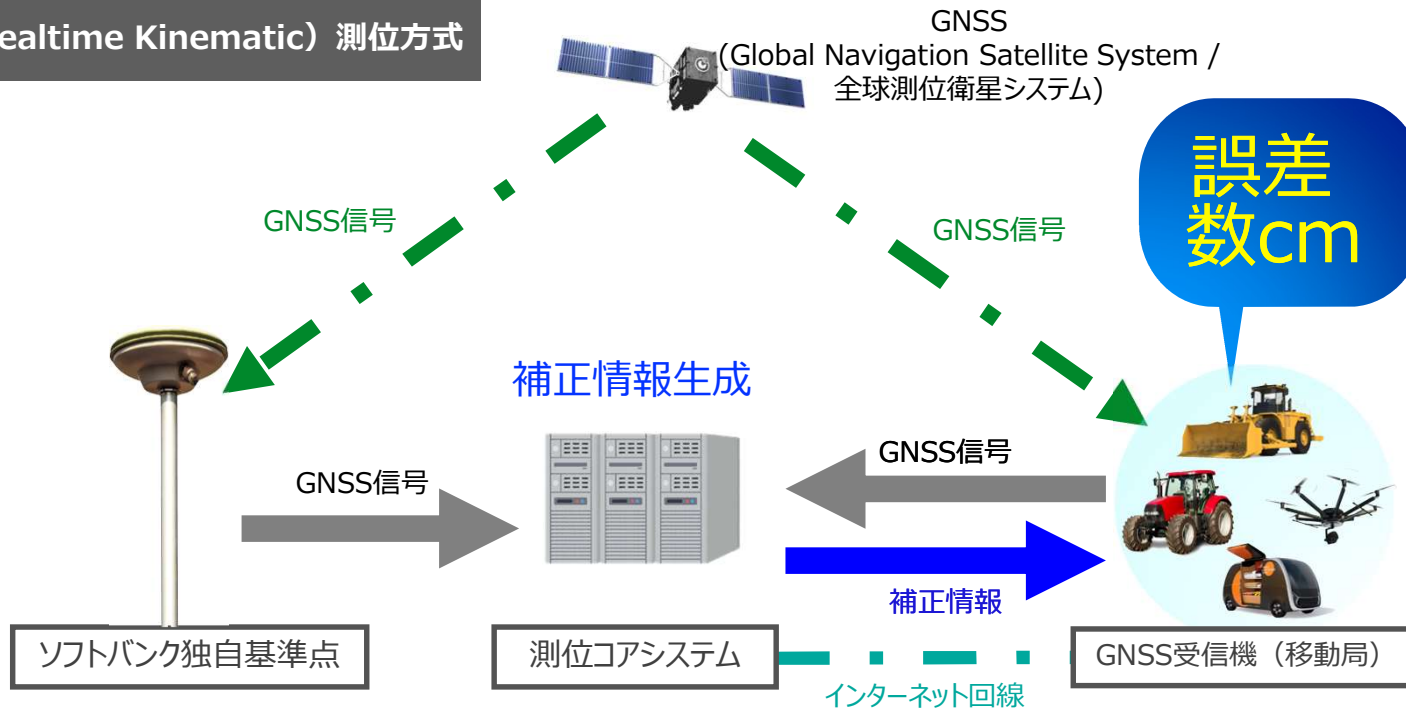 ealtime Kinematic）測位方式
GNSS
(Global Navigation Satellite System /
全球測位衛星システム)
誤差
数cm
GNSS信号
GNSS信号
補正情報生成
GNSS信号
GNSS信号
補正情報
ソフトバンク独自基準点
測位コアシステム
GNSS受信機（移動局）
インターネット回線